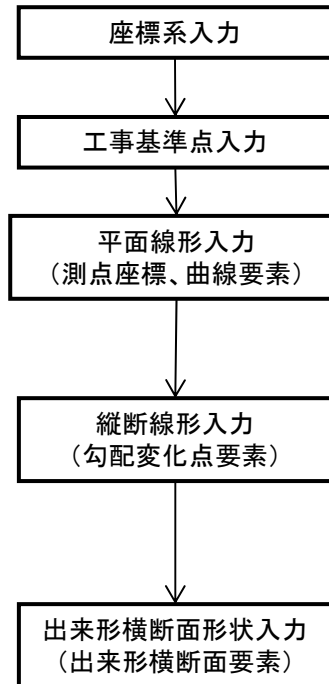 座標系入力
工事基準点入力
平面線形入力
（測点座標、曲線要素）
縦断線形入力
（勾配変化点要素）
出来形横断面形状入力
（出来形横断面要素）